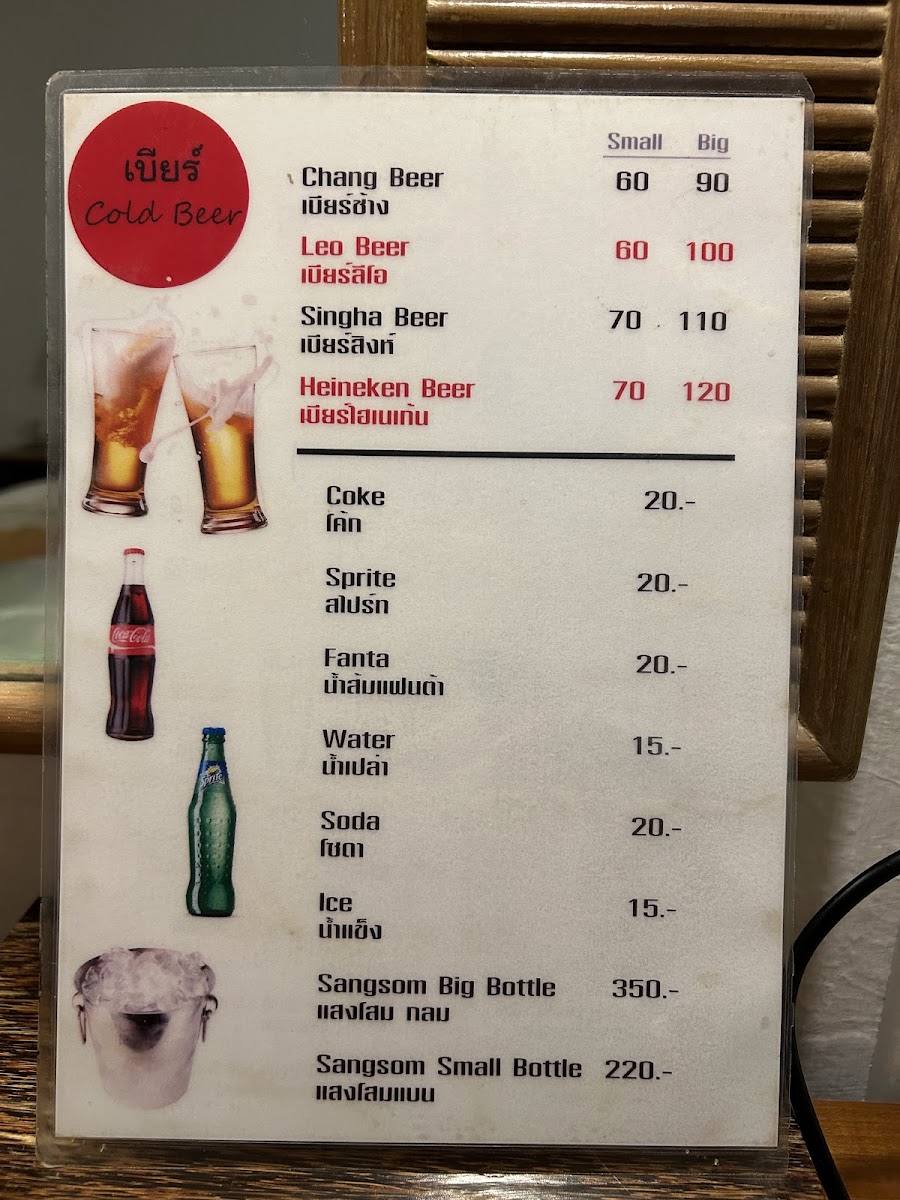 เบียร์
Cold Beer
Small Big
Chang Beer 60 90
เบียร์ช้าง
Leo Beer 60 100
เบียร์ลีโอ
Singha Beer 70 110
เบียร์สิงห์
Heineken Beer 70 120
เบียร์ไฮเนเก้น
Coke 20.-
โค้ก
Sprite 20.-
สไปร์ท
Fanta 20.-
น้ำส้มแฟนต้า
Water 15.-
น้ำเปล่า
Soda 20.-
โซดา
Ice 15.-
น้ำแข็ง
Sangsom Big Bottle 350.-
แสงโสม กลม
Sangsom Small Bottle 220.-
แสงโสมแบน
Coca-Cola
Sprite